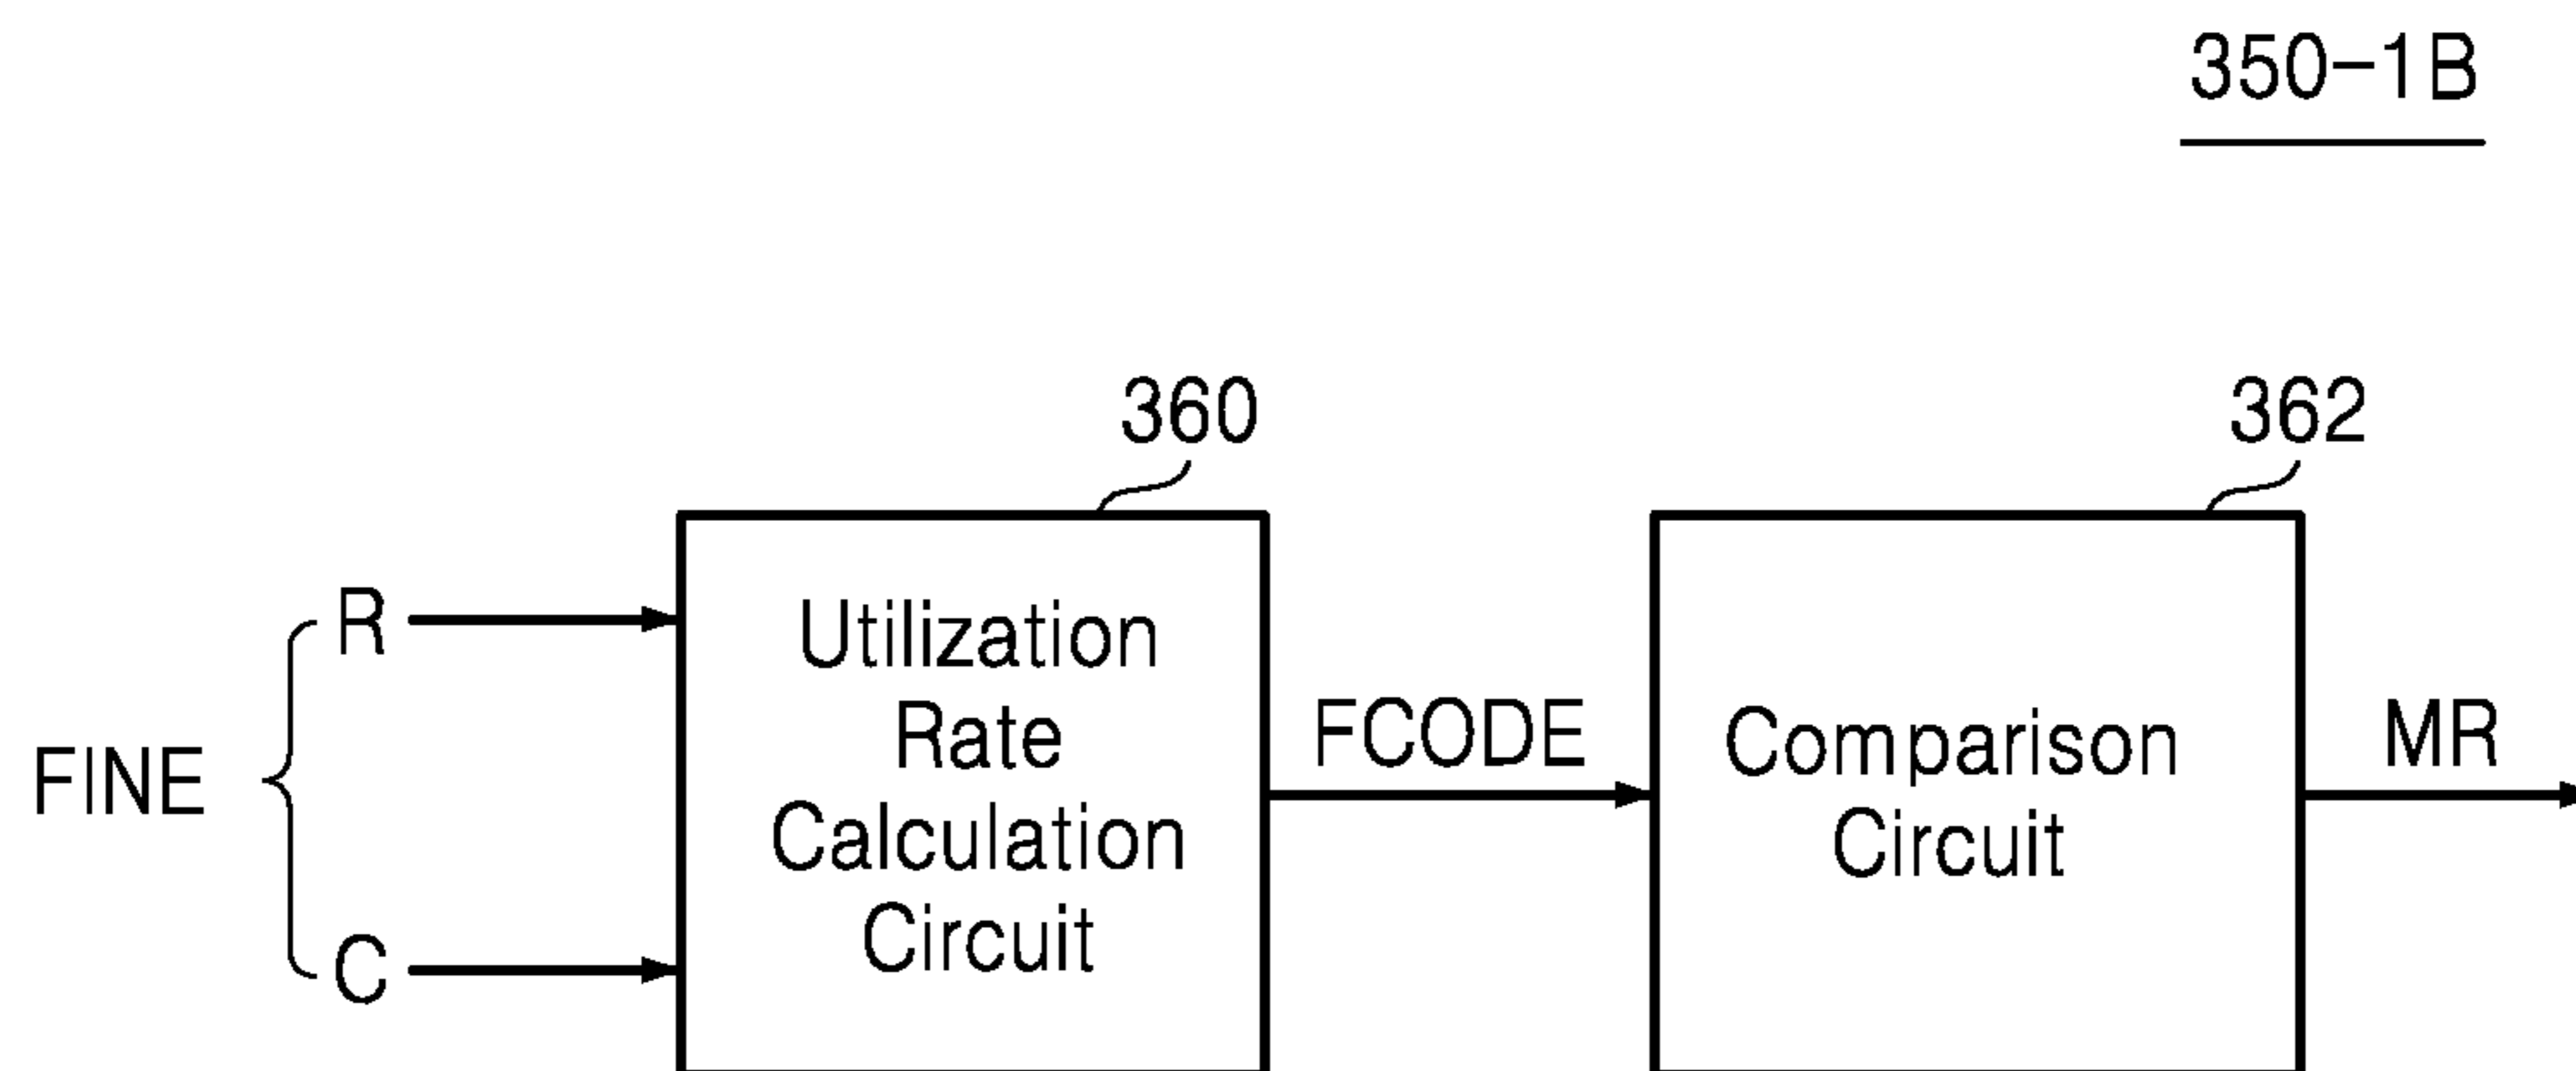 350-1B
360
362
R
Utilization
Rate
Calculation
Circuit
FINE
FCODE
Comparison
Circuit
MR
C